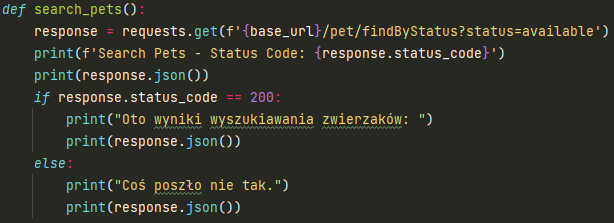 def search_pets():
    response = requests.get(f'{base_url}/pet/findByStatus?status=available')
    print(f'Search Pets - Status Code: {response.status_code}')
    print(response.json())
    if response.status_code == 200:
        print("Oto wyniki wyszukiawania zwierzaków: ")
        print(response.json())
    else:
        print("Coś poszło nie tak.")
        print(response.json())